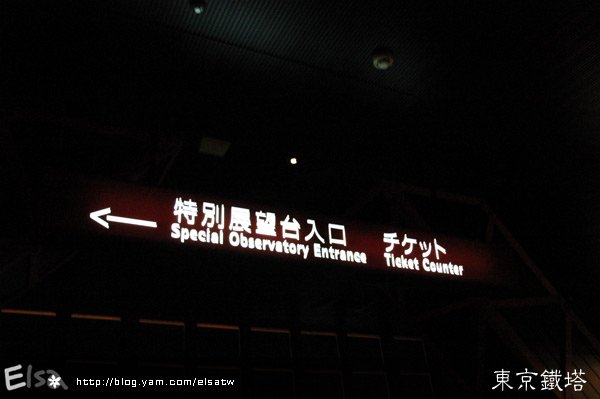 特別展望台入口 チケット
Special Observatory Entrance Ticket Counter
Elsa http://blog.yam.com/elsatw
東京鐵塔